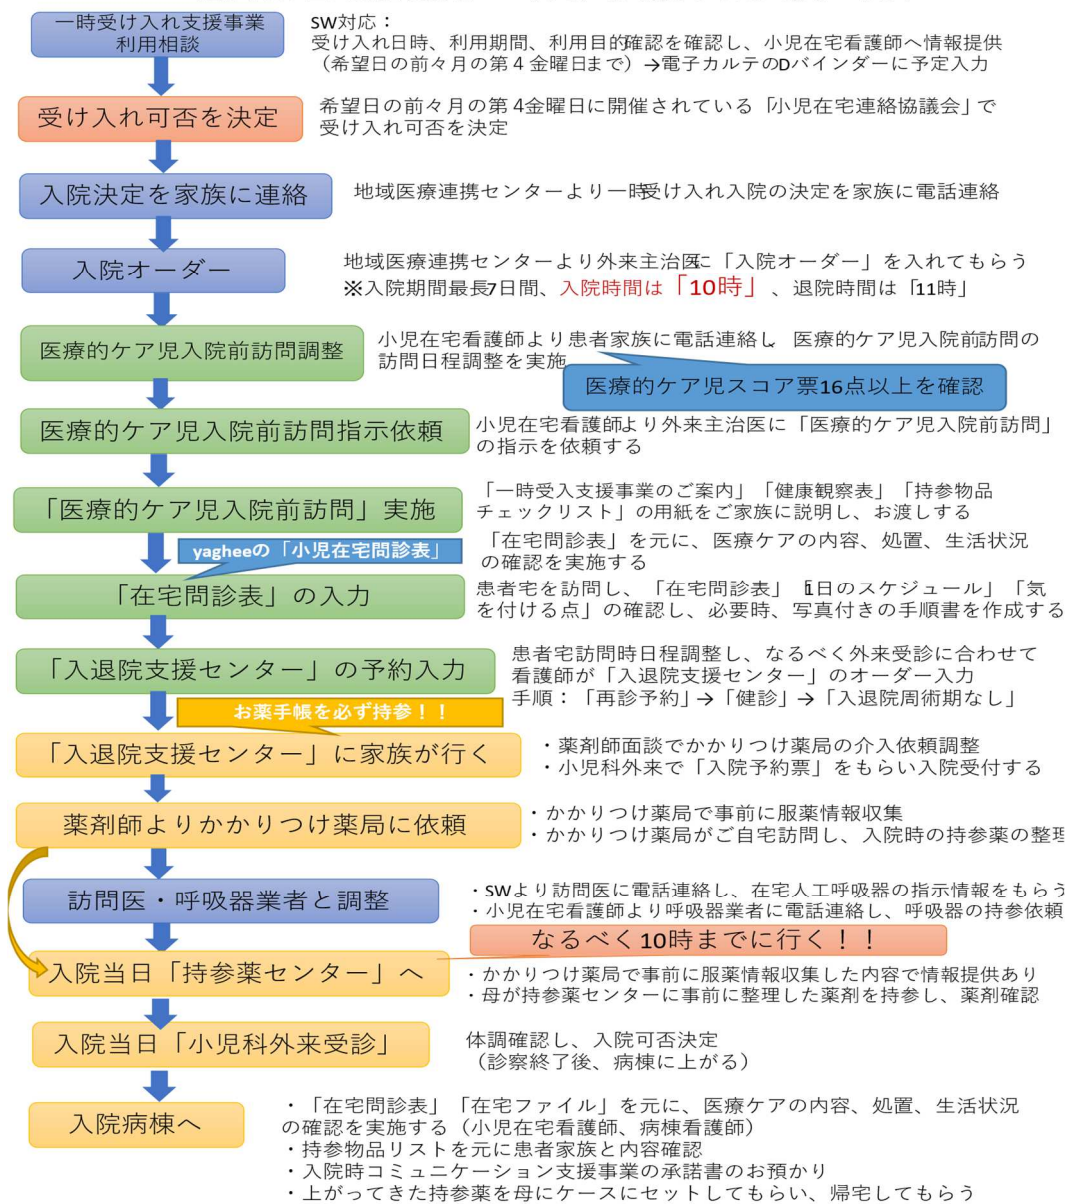 一時受け入れ支援事業
利用相談
SW対応：
受け入れ日時、利用期間、利用目的確認を確認し、小児在宅看護師へ情報提供
（希望日の前々月の第４金曜日まで）→電子カルテのDバインダーに予定入力
受け入れ可否を決定
希望日の前々月の第4金曜日に開催されている「小児在宅連絡協議会」で
受け入れ可否を決定
入院決定を家族に連絡
地域医療連携センターより一時受け入れ入院の決定を家族に電話連絡
入院オーダー
地域医療連携センターより外来主治医に「入院オーダー」を入れてもらう
※入院期間最長7日間、入院時間は「10時」、退院時間は「11時」
医療的ケア児入院前訪問調整
小児在宅看護師より患者家族に電話連絡し、医療的ケア児入院前訪問の
訪問日程調整を実施
医療的ケア児スコア票16点以上を確認
医療的ケア児入院前訪問指示依頼
小児在宅看護師より外来主治医に「医療的ケア児入院前訪問」
の指示を依頼する
「医療的ケア児入院前訪問」実施
「一時受入支援事業のご案内」「健康観察表」「持参物品
チェックリスト」の用紙をご家族に説明し、お渡しする
yagheeの「小児在宅問診表」
「在宅問診表」を元に、医療ケアの内容、処置、生活状況
の確認を実施する
「在宅問診表」の入力
患者宅を訪問し、「在宅問診表」「1日のスケジュール」「気
を付ける点」の確認し、必要時、写真付きの手順書を作成する
「入退院支援センター」の予約入力
患者宅訪問時日程調整し、なるべく外来受診に合わせて
看護師が「入退院支援センター」のオーダー入力
手順：「再診予約」→「健診」→「入退院周術期なし」
お薬手帳を必ず持参！！
「入退院支援センター」に家族が行く
・薬剤師面談でかかりつけ薬局の介入依頼調整
・小児科外来で「入院予約票」をもらい入院受付する
薬剤師よりかかりつけ薬局に依頼
・かかりつけ薬局で事前に服薬情報収集
・かかりつけ薬局がご自宅訪問し、入院時の持参薬の整理
訪問医・呼吸器業者と調整
・SWより訪問医に電話連絡し、在宅人工呼吸器の指示情報をもらう
・小児在宅看護師より呼吸器業者に電話連絡し、呼吸器の持参依頼
なるべく10時までに行く！！
入院当日「持参薬センター」へ
・かかりつけ薬局で事前に服薬情報収集した内容で情報提供あり
・母が持参薬センターに事前に整理した薬剤を持参し、薬剤確認
入院当日「小児科外来受診」
体調確認し、入院可否決定
（診察終了後、病棟に上がる）
入院病棟へ
・「在宅問診表」「在宅ファイル」を元に、医療ケアの内容、処置、生活状況
の確認を実施する（小児在宅看護師、病棟看護師）
・持参物品リストを元に患者家族と内容確認
・入院時コミュニケーション支援事業の承諾書のお預かり
・上がってきた持参薬を母にケースにセットしてもらい、帰宅してもらう